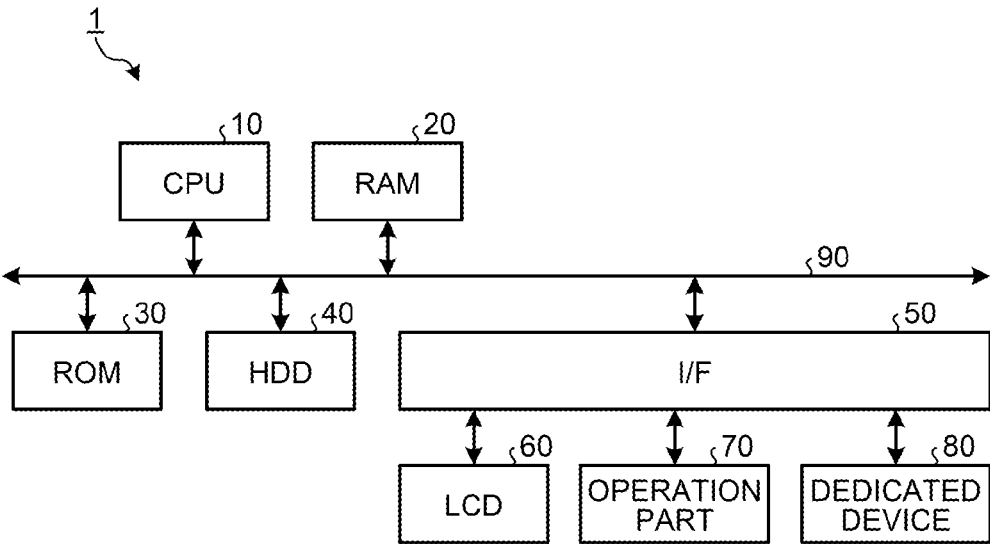 1
10
CPU
20
RAM
90
30
ROM
40
HDD
50
I/F
60
LCD
70
OPERATION
PART
80
DEDICATED
DEVICE